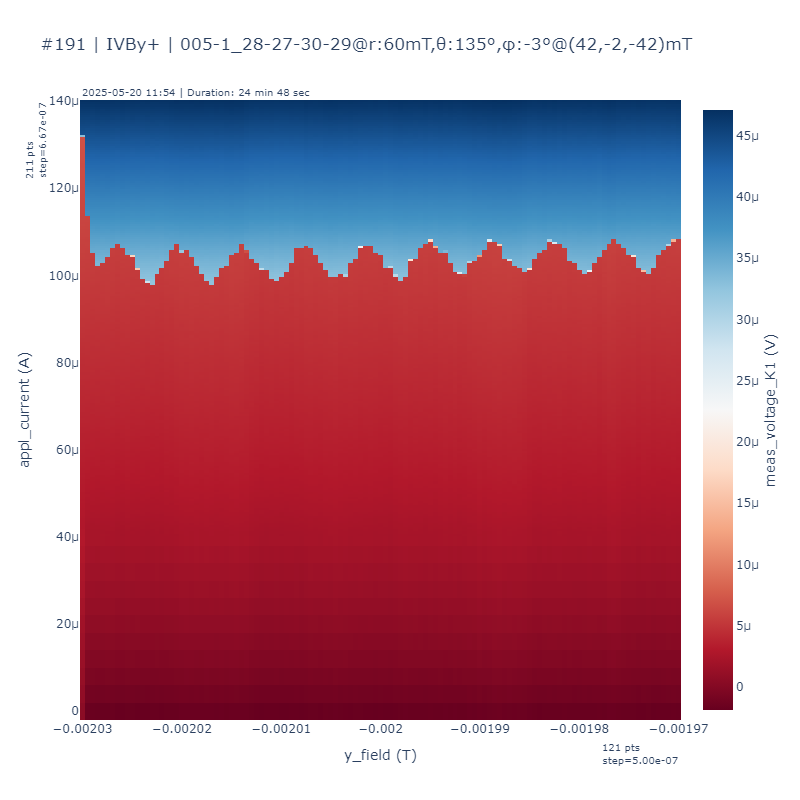 #191 | IVBy+ | 005-1_28-27-30-29@r:60mT,θ:135°,φ:-3°@(42,-2,-42)mT
2025-05-20 11:54 | Duration: 24 min 48 sec
211 pts
step=6.67e-07
140μ
120μ
100μ
80μ
60μ
40μ
20μ
0
appl_current (A)
−0.00203
−0.00202
−0.00201
−0.002
−0.00199
−0.00198
−0.00197
y_field (T)
121 pts
step=5.00e-07
45μ
40μ
35μ
30μ
25μ
20μ
15μ
10μ
5μ
0
meas_voltage_K1 (V)